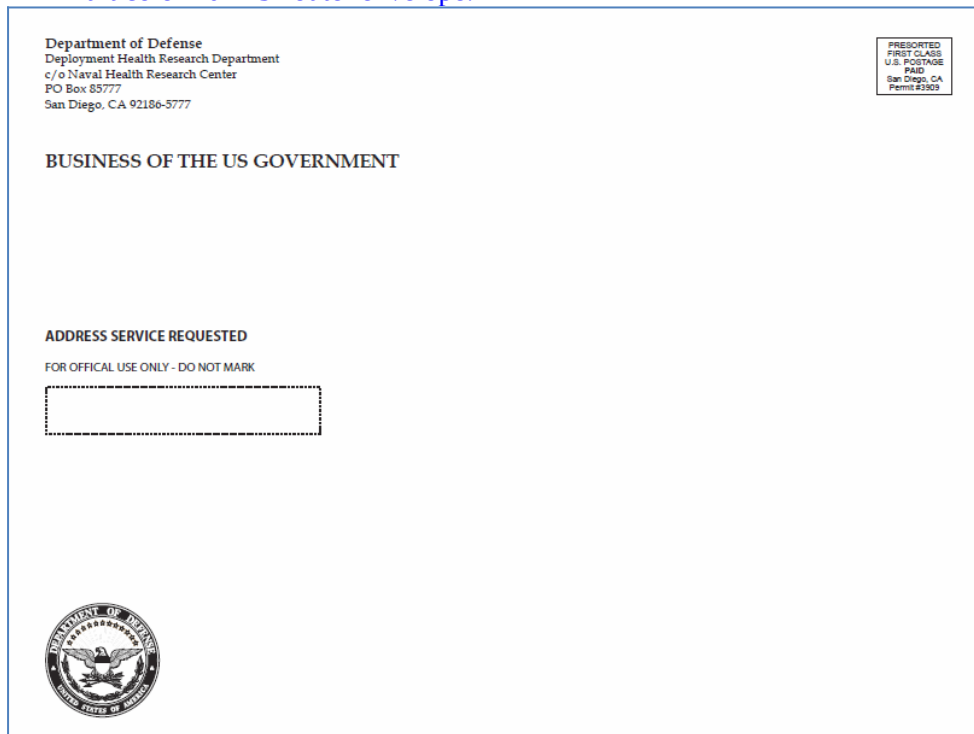 Department of Defense
Deployment Health Research Department
c/o Naval Health Research Center
PO Box 85777
San Diego, CA 92186-5777
PRESORTED
FIRST CLASS
U.S. POSTAGE
PAID
San Diego, CA
Permit #3909
BUSINESS OF THE US GOVERNMENT
ADDRESS SERVICE REQUESTED
FOR OFFICAL USE ONLY - DO NOT MARK
DEPARTMENT OF DEFENSE
UNITED STATES OF AMERICA